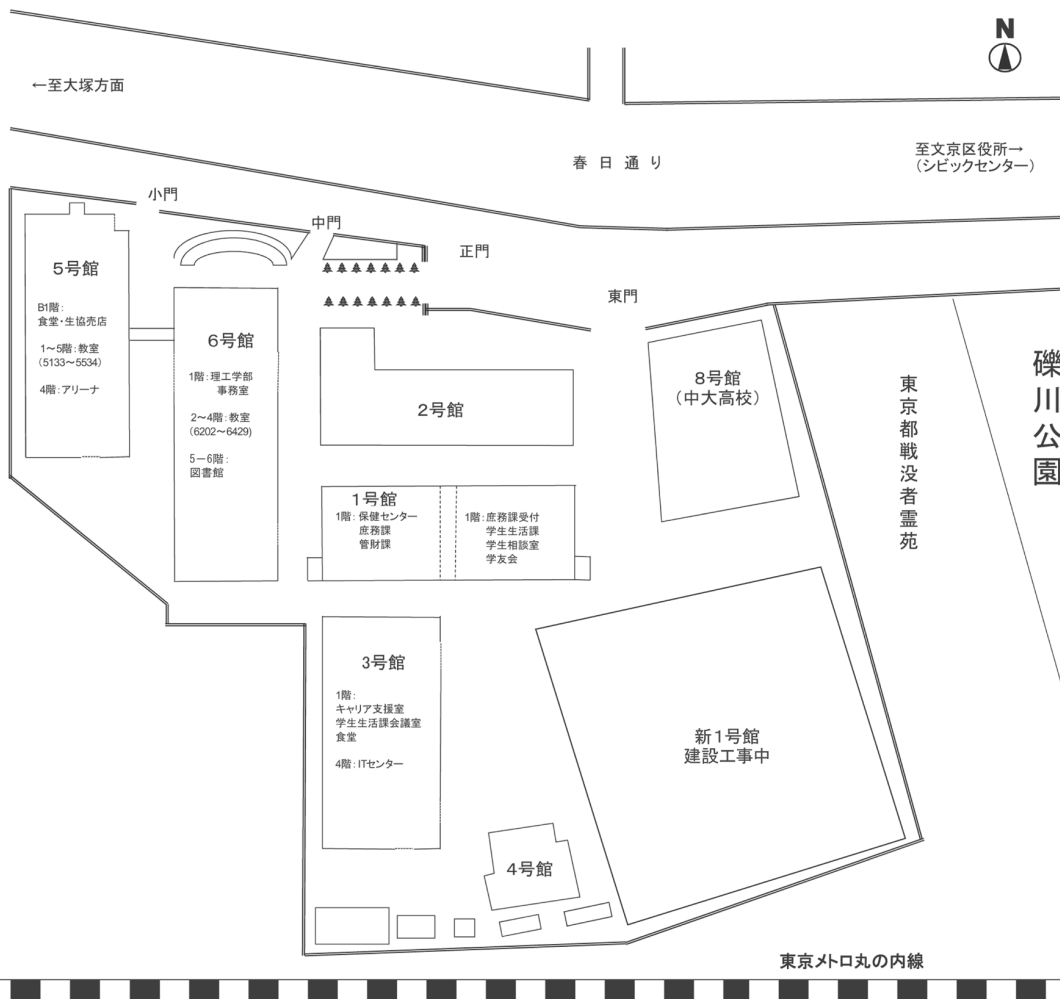 N
←至大塚方面
春日通り
至文京区役所→
（シビックセンター）
小門
中門
正門
東門
5号館
B1階：
食堂・生協売店
1～5階：教室
（5133～5534）
4階：アリーナ
6号館
1階：理工学部
事務室
2～4階：教室
（6202～6429）
5－6階：
図書館
2号館
8号館
（中大高校）
東京都戦没者霊苑
礫川公園
1号館
1階：保健センター
庶務課
管財課
1階：庶務課受付
学生生活課
学生相談室
学友会
3号館
1階：
キャリア支援室
学生生活課会議室
食堂
4階：ITセンター
新1号館
建設工事中
4号館
東京メトロ丸の内線